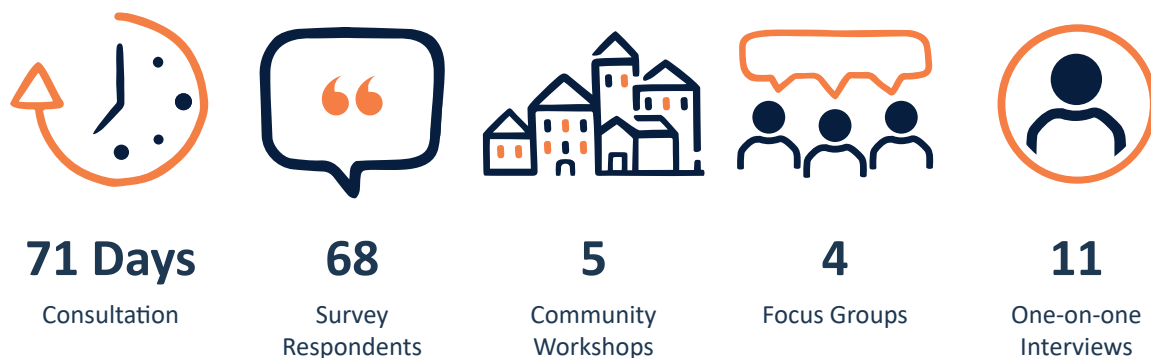 71 Days
Consultation
68
Survey
Respondents
5
Community
Workshops
4
Focus Groups
11
One-on-one
Interviews